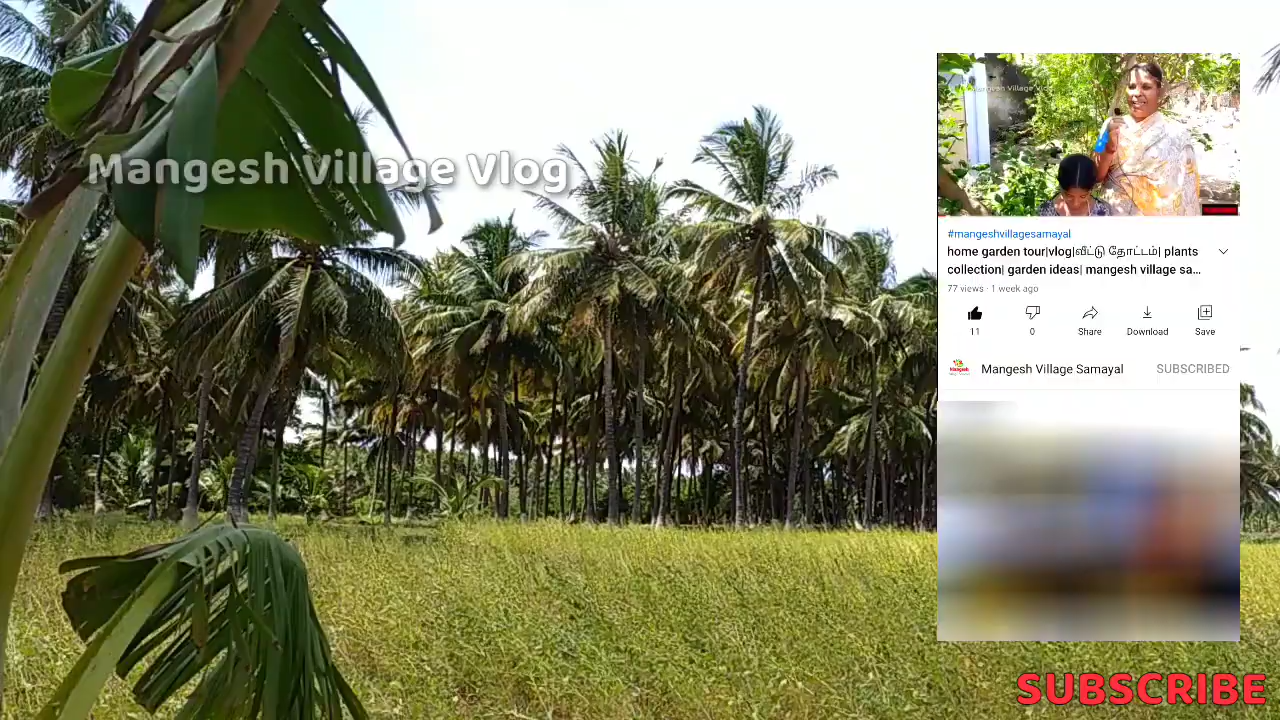 Mangesh Village Vlog
Mangesh Village Vlog
#mangeshvillagesamayal
home garden tour|vlog|வீட்டு தோட்டம்| plants
collection| garden ideas| mangesh village sa...
77 views · 1 week ago
11
0
Share
Download
Save
Mangesh Village Samayal
SUBSCRIBED
SUBSCRIBE